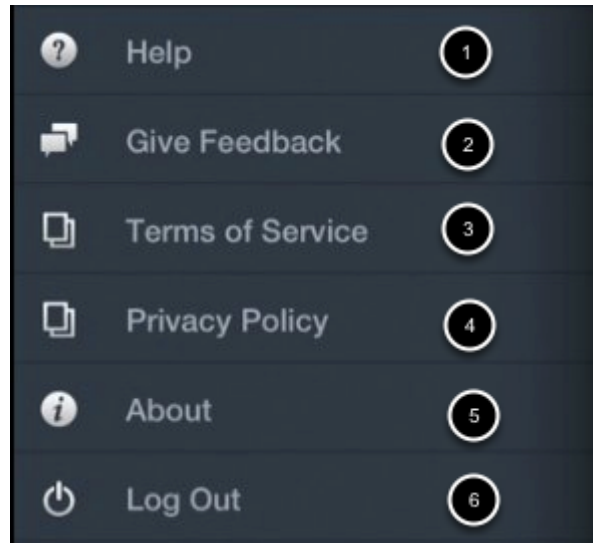 Help 1
Give Feedback 2
Terms of Service 3
Privacy Policy 4
About 5
Log Out 6